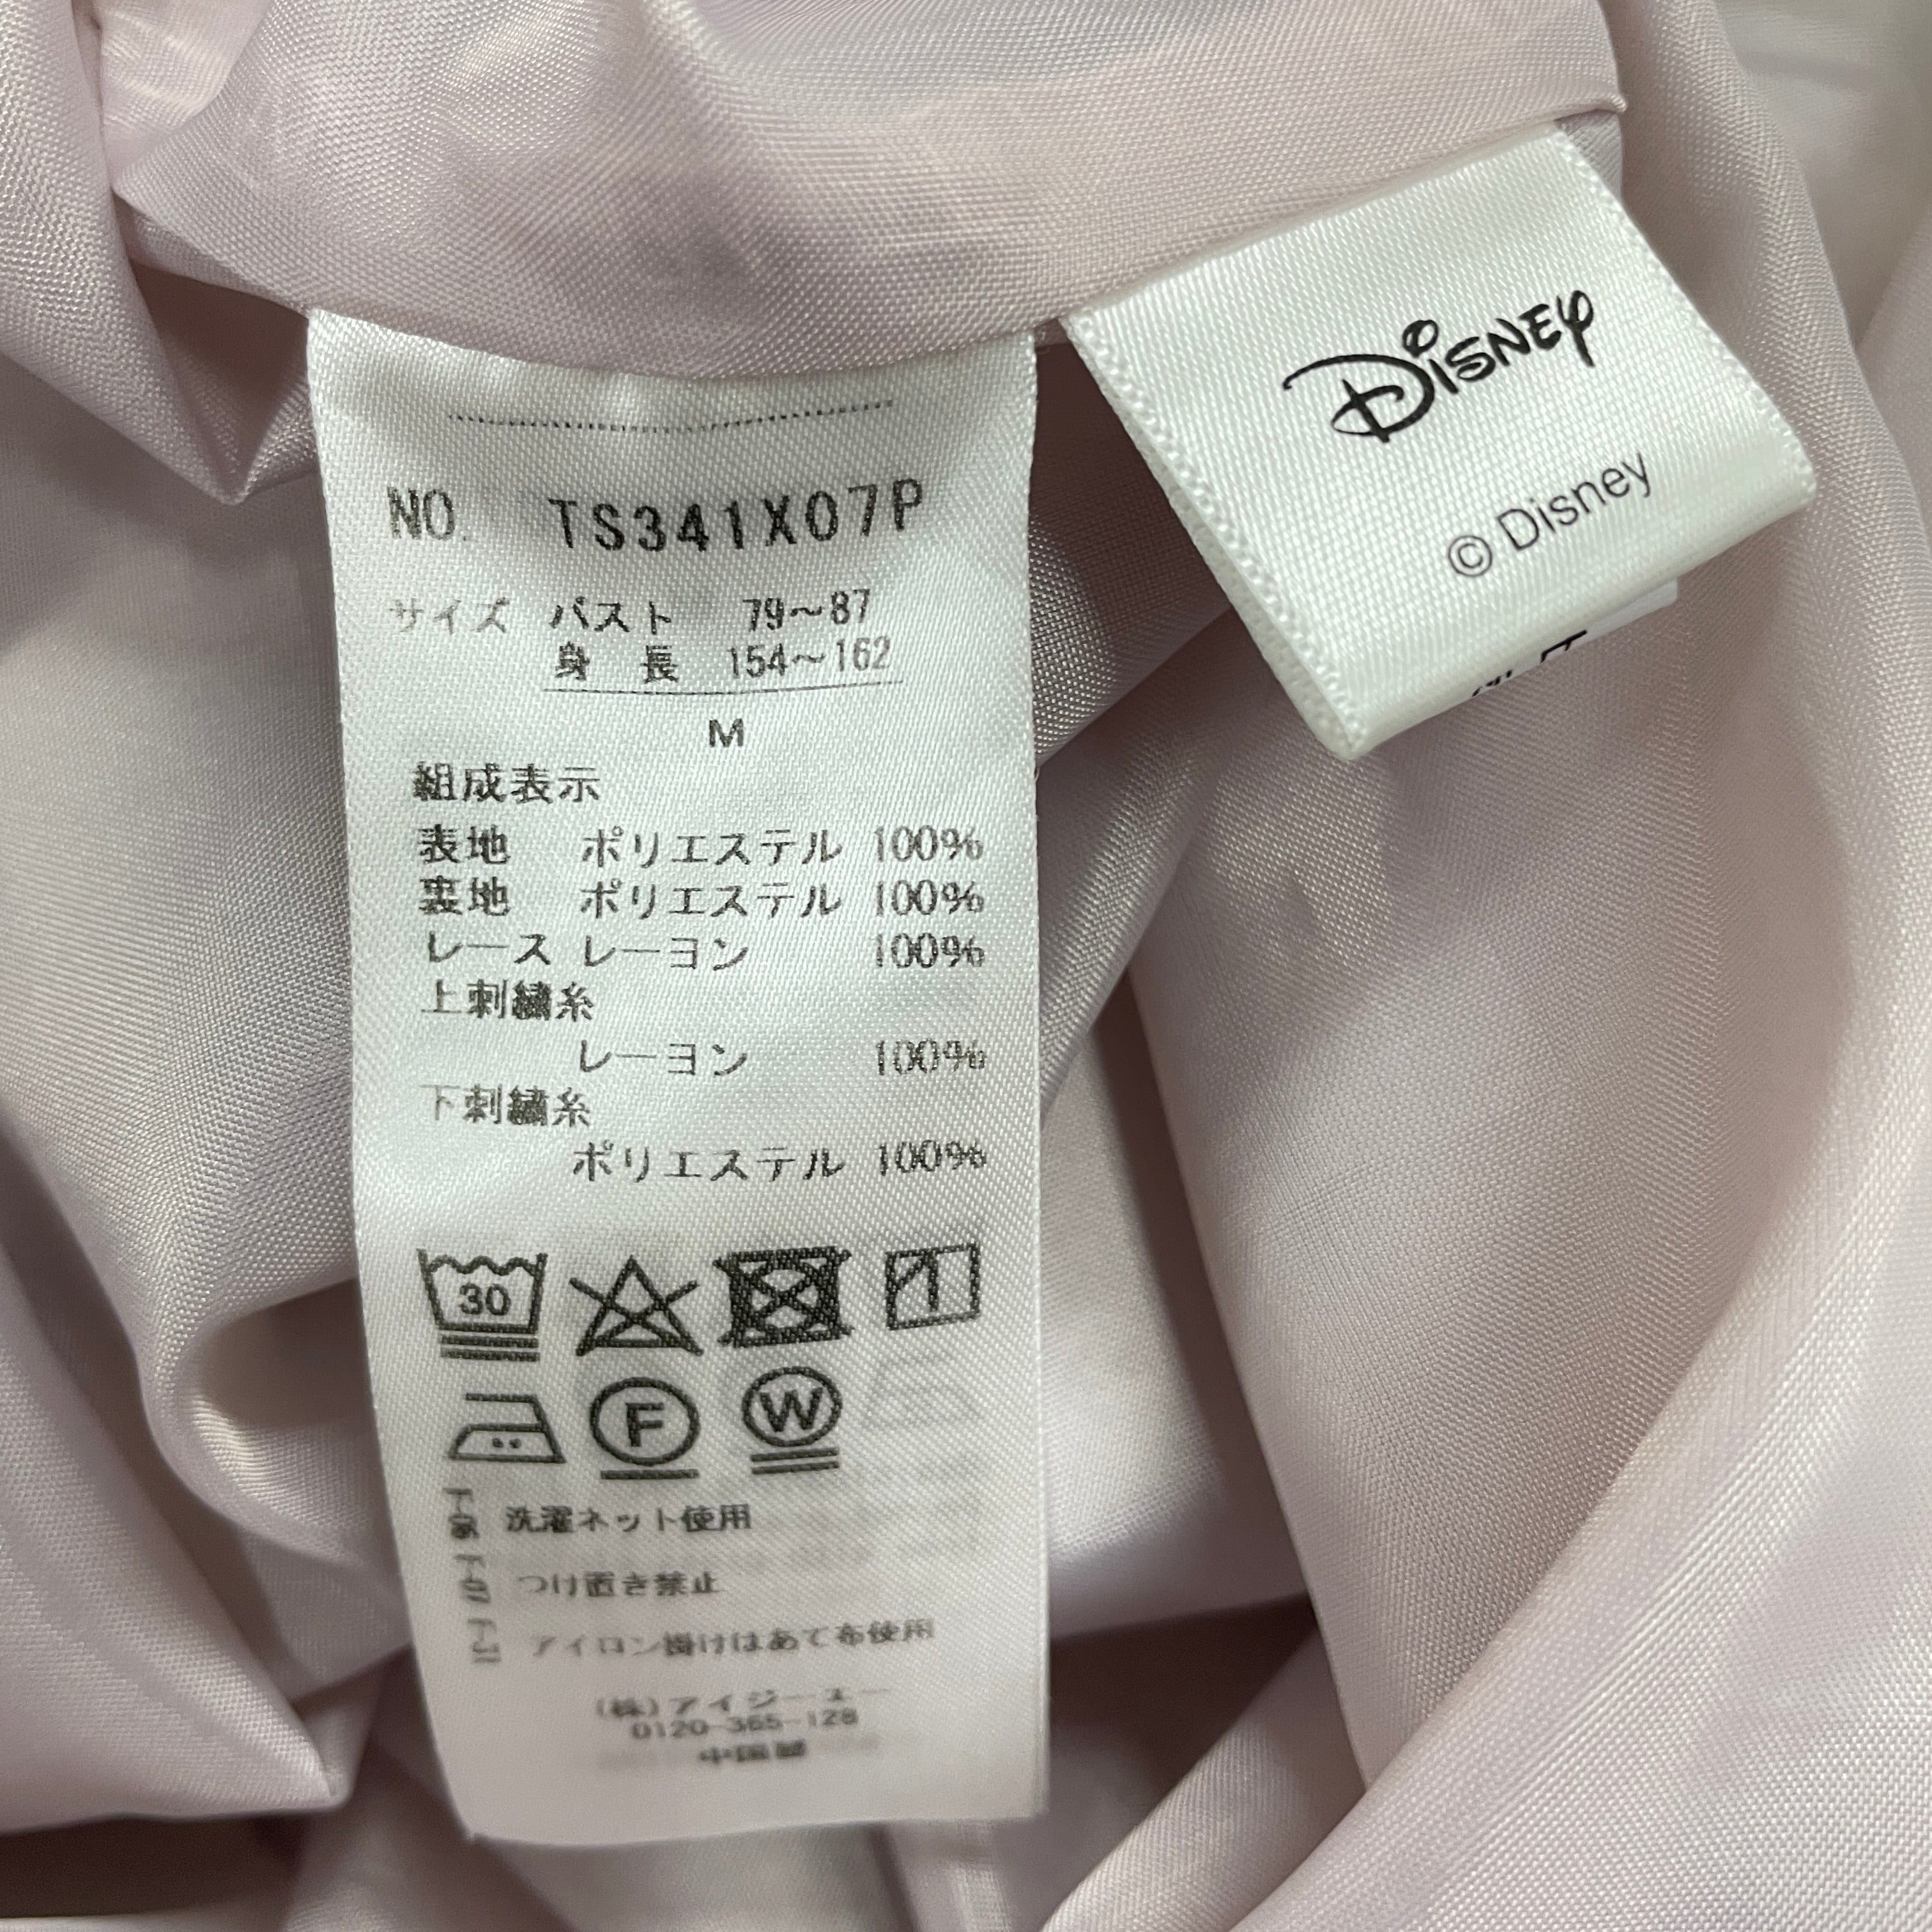 NO. TS341X07P
サイズ バスト 79～87
身 長 154～162
M
組成表示
表地 ポリエステル 100%
裏地 ポリエステル 100%
レース レーヨン 100%
上刺繍糸
レーヨン 100%
下刺繍糸
ポリエステル 100%
30
F
W
洗濯ネット使用
つけ置き禁止
アイロン掛けはあて布使用
(株)アイジーエー
0120-365-128
中国製
Disney
© Disney